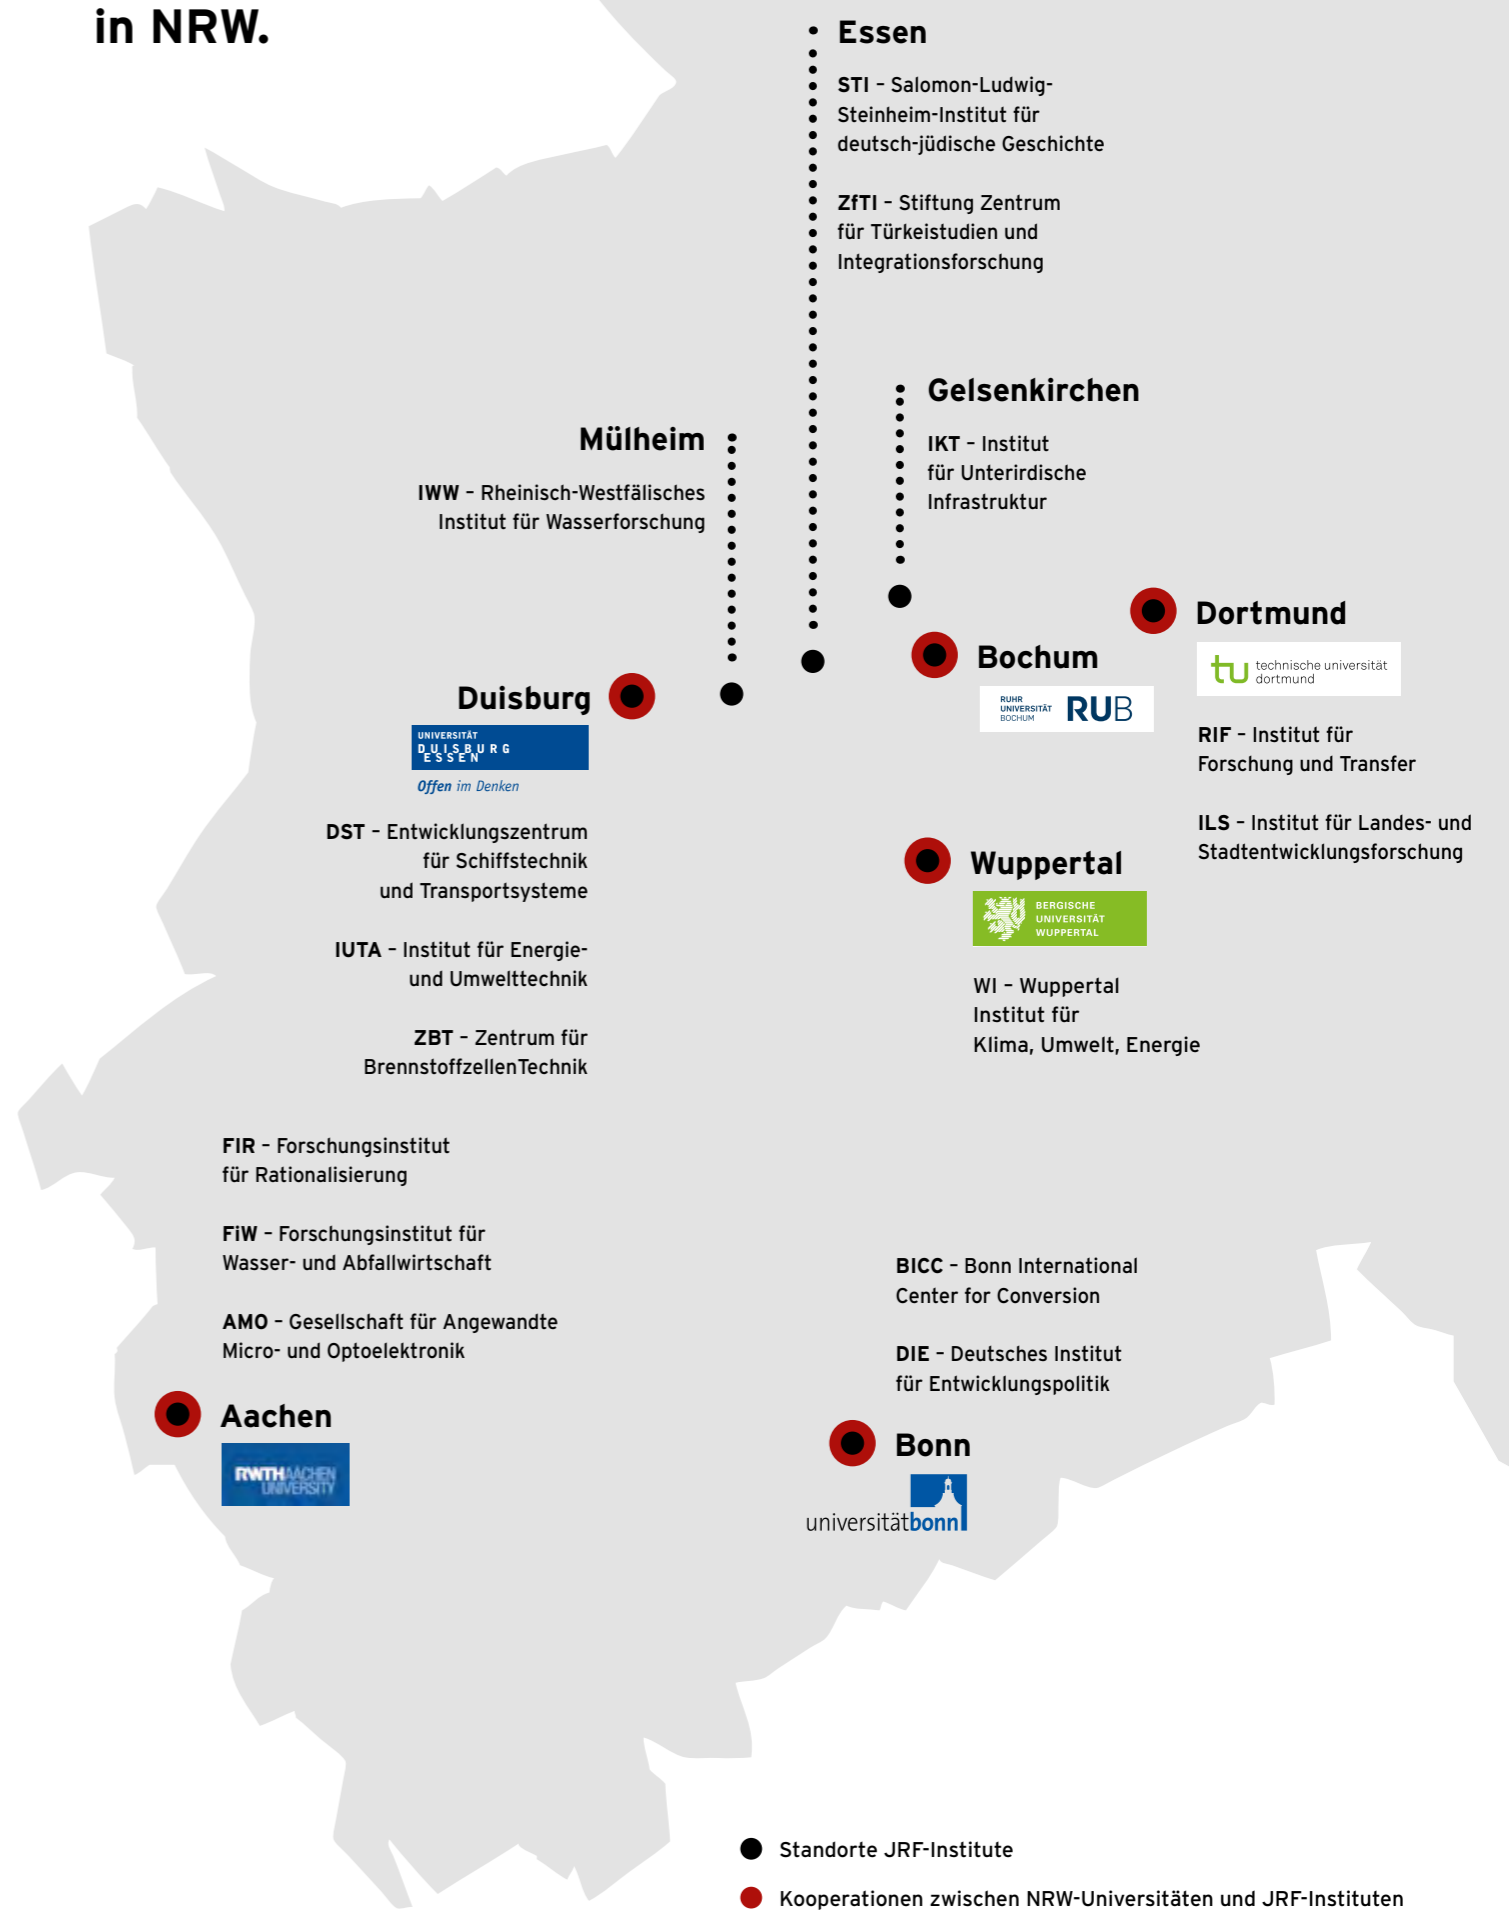 in NRW.
Essen
STI – Salomon-Ludwig-
Steinheim-Institut für
deutsch-jüdische Geschichte
ZfTI – Stiftung Zentrum
für Türkeistudien und
Integrationsforschung
Gelsenkirchen
IKT – Institut
für Unterirdische
Infrastruktur
Mülheim
IWW – Rheinisch-Westfälisches
Institut für Wasserforschung
Dortmund
tu technische universität
dortmund
RIF – Institut für
Forschung und Transfer
ILS – Institut für Landes- und
Stadtentwicklungsforschung
Bochum
RUHR
UNIVERSITÄT
BOCHUM
RUB
Duisburg
UNIVERSITÄT
DUISBURG
ESSEN
Offen im Denken
DST – Entwicklungszentrum
für Schiffstechnik
und Transportsysteme
IUTA – Institut für Energie-
und Umwelttechnik
ZBT – Zentrum für
BrennstoffzellenTechnik
Wuppertal
BERGISCHE
UNIVERSITÄT
WUPPERTAL
WI – Wuppertal
Institut für
Klima, Umwelt, Energie
FIR – Forschungsinstitut
für Rationalisierung
FiW – Forschungsinstitut für
Wasser- und Abfallwirtschaft
AMO – Gesellschaft für Angewandte
Micro- und Optoelektronik
Aachen
RWTHAACHEN
UNIVERSITY
BICC – Bonn International
Center for Conversion
DIE – Deutsches Institut
für Entwicklungspolitik
Bonn
universitätbonn
Standorte JRF-Institute
Kooperationen zwischen NRW-Universitäten und JRF-Instituten